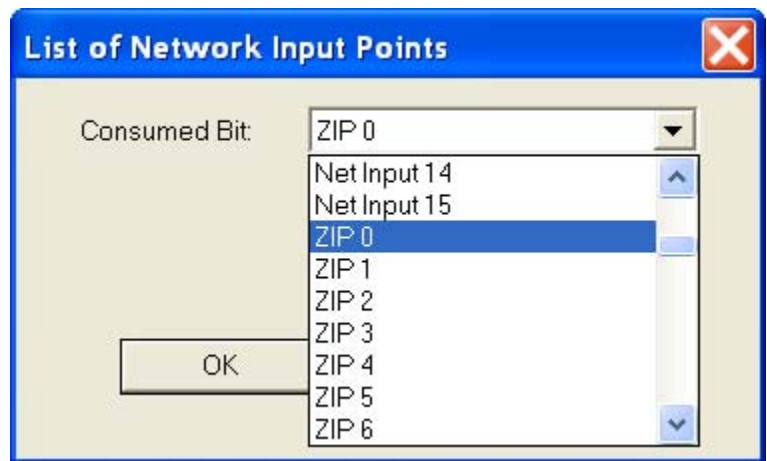 List of Network Input Points
Consumed Bit: ZIP 0
Net Input 14
Net Input 15
ZIP 0
ZIP 1
ZIP 2
ZIP 3
OK
ZIP 4
ZIP 5
ZIP 6